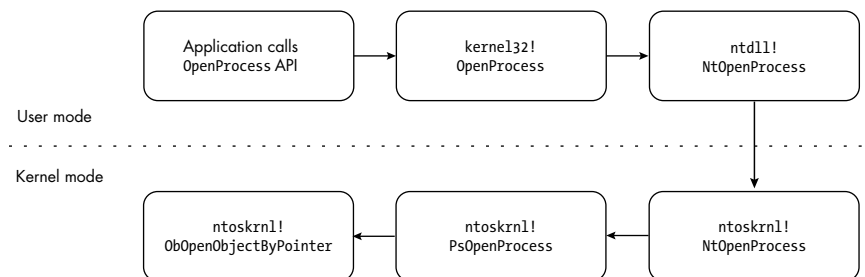 Application calls
OpenProcess API
kernel32!
OpenProcess
ntdll!
NtOpenProcess
User mode
Kernel mode
ntoskrnl!
ObOpenObjectByPointer
ntoskrnl!
PsOpenProcess
ntoskrnl!
NtOpenProcess